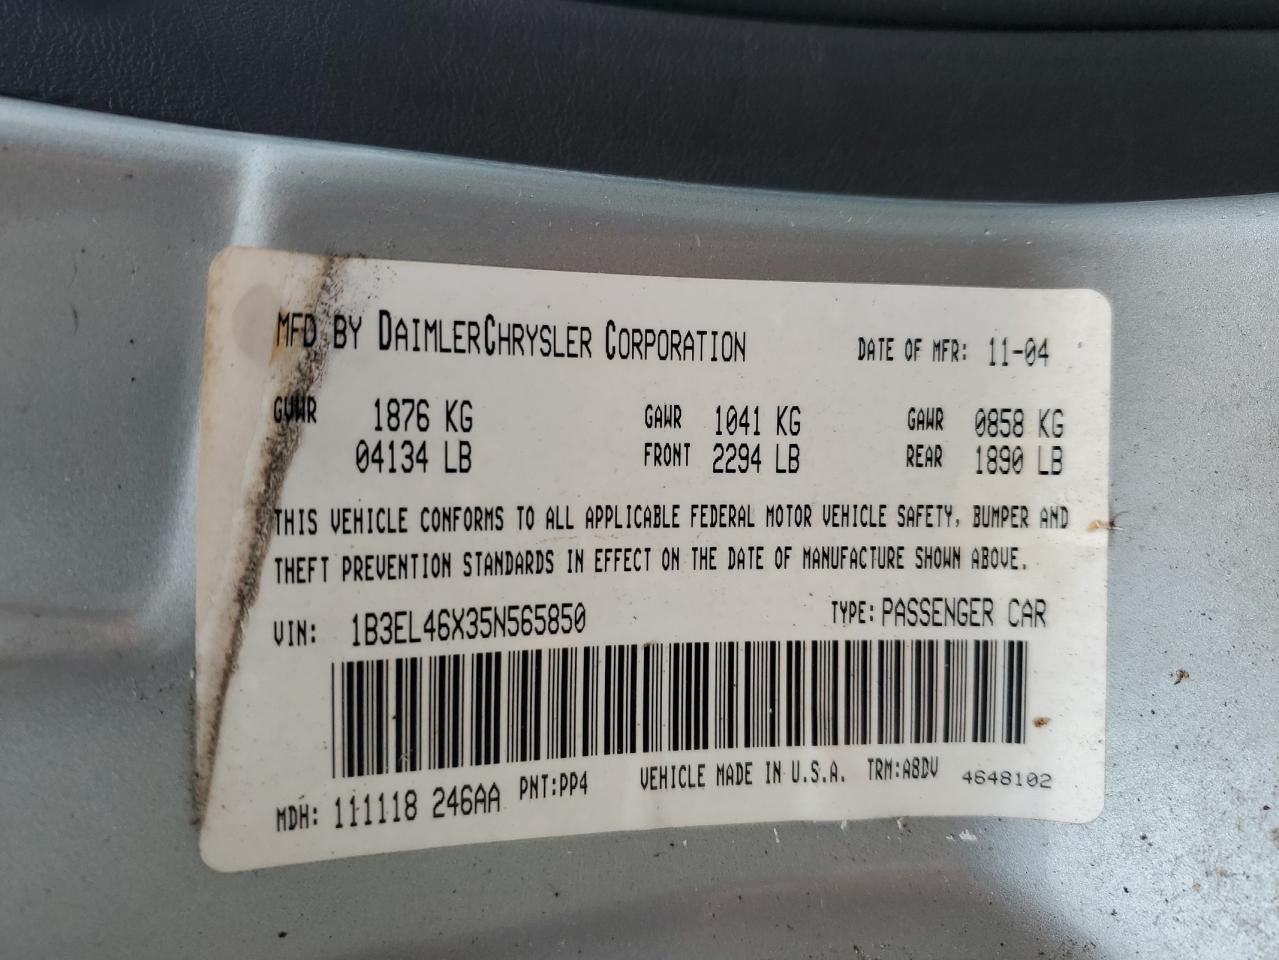 MFD BY DAIMLERCHRYSLER CORPORATION DATE OF MFR: 11-04
GVWR 1876 KG GAWR 1041 KG GAWR 0858 KG
04134 LB FRONT 2294 LB REAR 1890 LB
THIS VEHICLE CONFORMS TO ALL APPLICABLE FEDERAL MOTOR VEHICLE SAFETY, BUMPER AND
THEFT PREVENTION STANDARDS IN EFFECT ON THE DATE OF MANUFACTURE SHOWN ABOVE.
VIN: 1B3EL46X35N565850 TYPE: PASSENGER CAR
MDH: 111118 246AA PNT:PP4 VEHICLE MADE IN U.S.A. TRM:A8DV 4648102